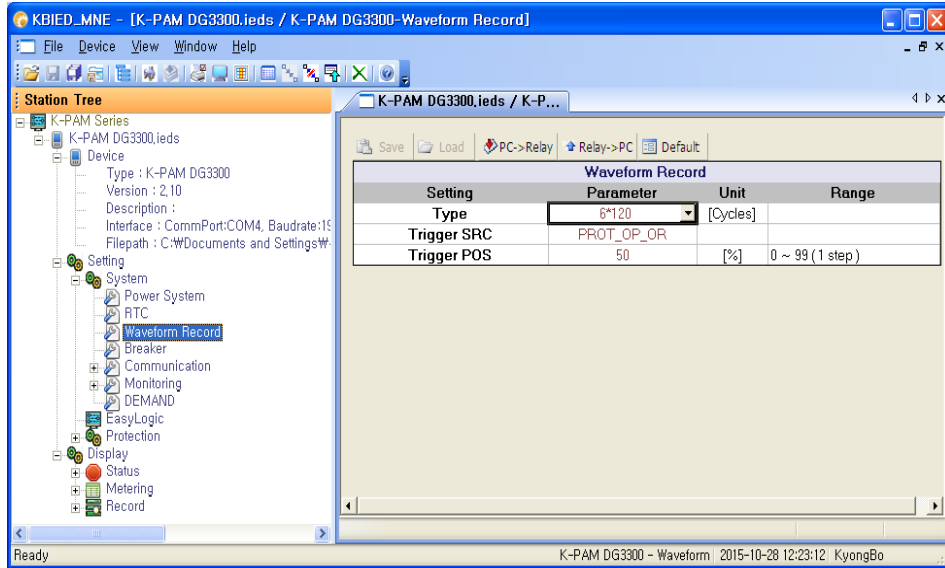 KBIED_MNE - [K-PAM DG3300.ieds / K-PAM DG3300-Waveform Record]
File Device View Window Help
Station Tree
K-PAM DG3300,ieds / K-P...
K-PAM Series
K-PAM DG3300,ieds
Device
Type : K-PAM DG3300
Version : 2,10
Description :
Interface : CommPort:COM4, Baudrate:19
Filepath : C:₩Documents and Settings₩
Setting
System
Power System
RTC
Waveform Record
Breaker
Communication
Monitoring
DEMAND
EasyLogic
Protection
Display
Status
Metering
Record
Save Load PC->Relay Relay->PC Default
Waveform Record
Setting Parameter Unit Range
Type 6*120 [Cycles]
Trigger SRC PROT_OP_OR
Trigger POS 50 [%] 0 ~ 99 ( 1 step )
Ready K-PAM DG3300 - Waveform 2015-10-28 12:23:12 KyongBo